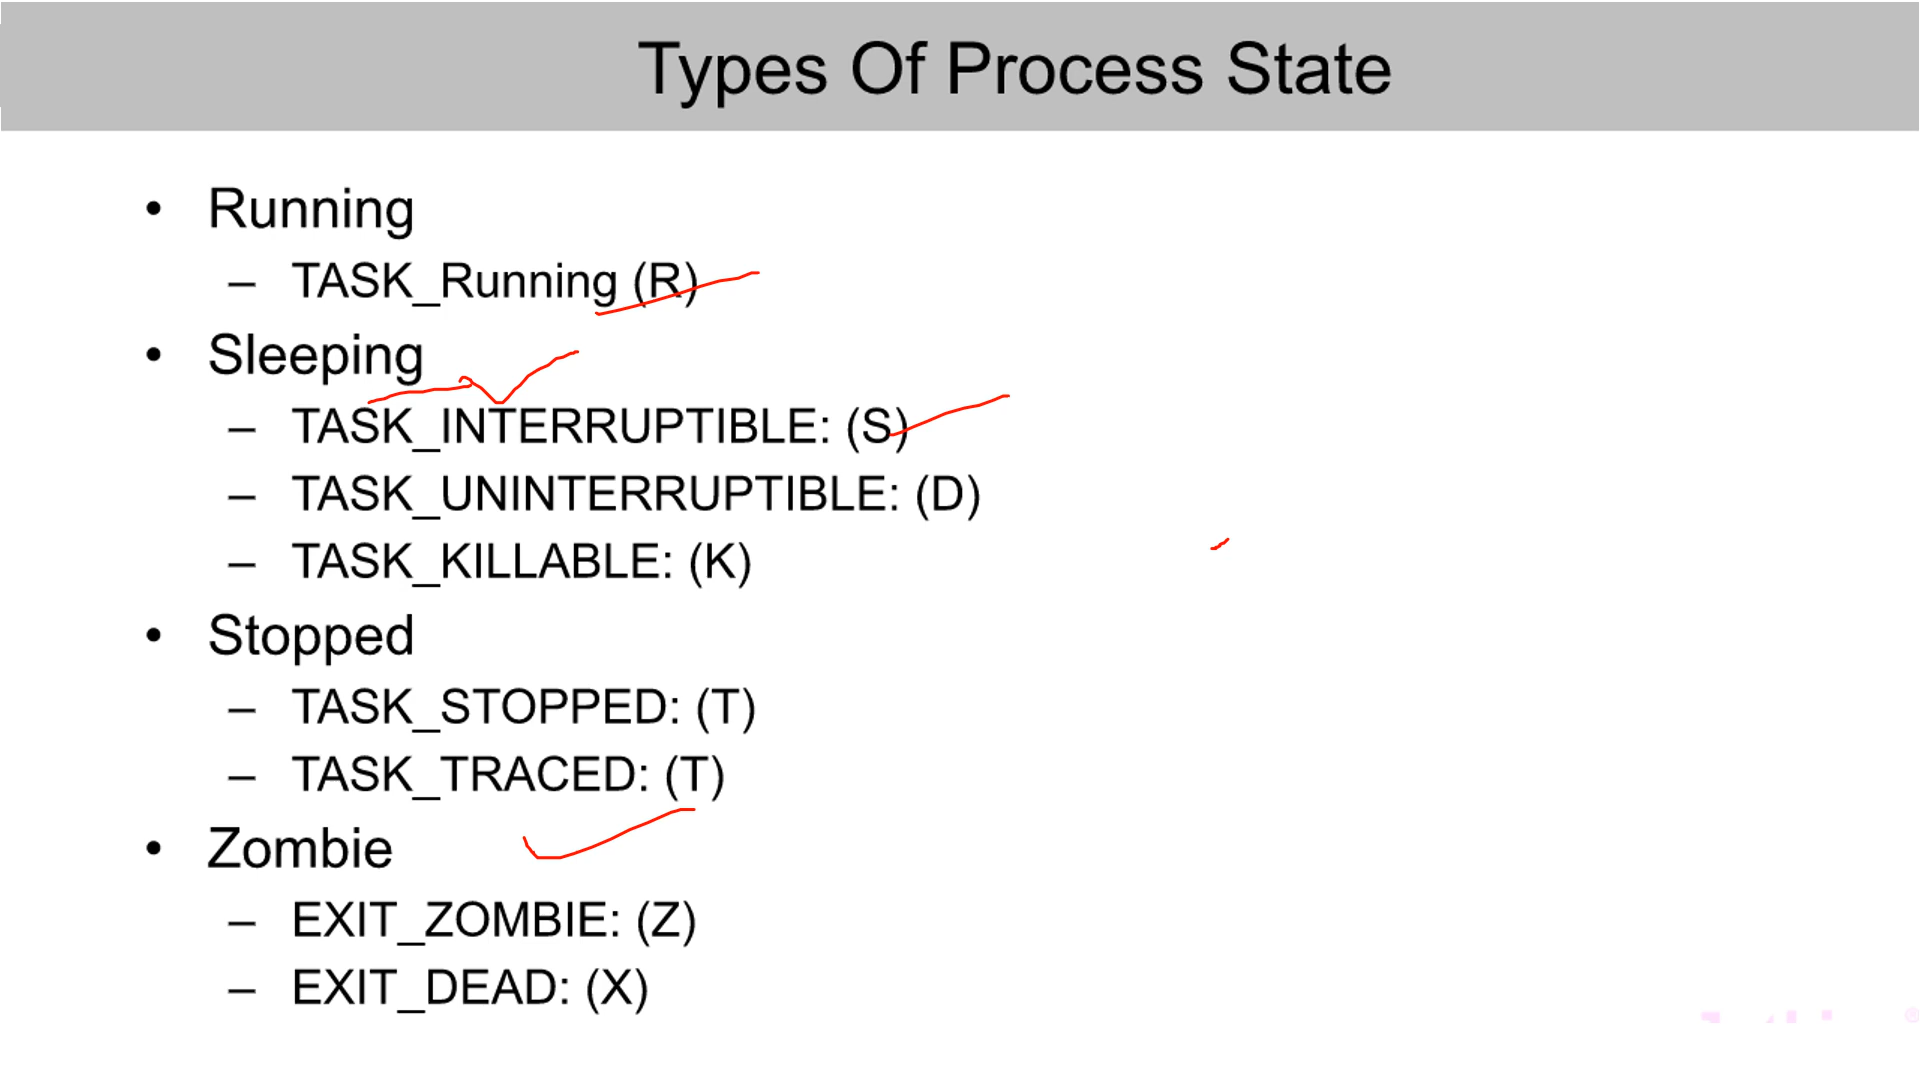 Types Of Process State
• Running
– TASK_Running (R)
• Sleeping
– TASK_INTERRUPTIBLE: (S)
– TASK_UNINTERRUPTIBLE: (D)
– TASK_KILLABLE: (K)
• Stopped
– TASK_STOPPED: (T)
– TASK_TRACED: (T)
• Zombie
– EXIT_ZOMBIE: (Z)
– EXIT_DEAD: (X)